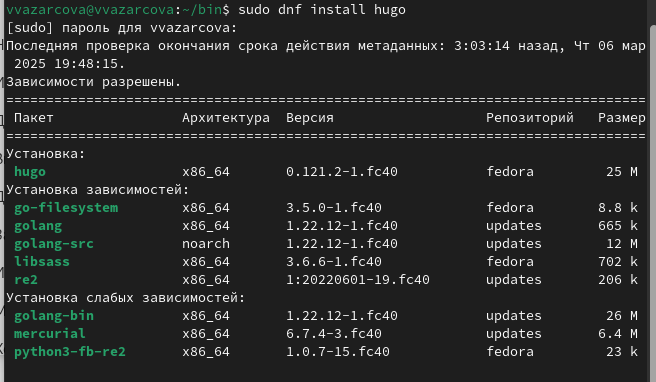 vvazarcova@vvazarcova:~/bin$ sudo dnf install hugo
[sudo] пароль для vvazarcova:
Последняя проверка окончания срока действия метаданных: 3:03:14 назад, Чт 06 мар
 2025 19:48:15.
Зависимости разрешены.
================================================================================
 Пакет Архитектура Версия Репозиторий Размер
================================================================================
Установка:
 hugo x86_64 0.121.2-1.fc40 fedora 25 M
Установка зависимостей:
 go-filesystem x86_64 3.5.0-1.fc40 fedora 8.8 k
 golang x86_64 1.22.12-1.fc40 updates 665 k
 golang-src noarch 1.22.12-1.fc40 updates 12 M
 libsass x86_64 3.6.6-1.fc40 fedora 702 k
 re2 x86_64 1:20220601-19.fc40 updates 206 k
Установка слабых зависимостей:
 golang-bin x86_64 1.22.12-1.fc40 updates 26 M
 mercurial x86_64 6.7.4-3.fc40 updates 6.4 M
 python3-fb-re2 x86_64 1.0.7-15.fc40 fedora 23 k